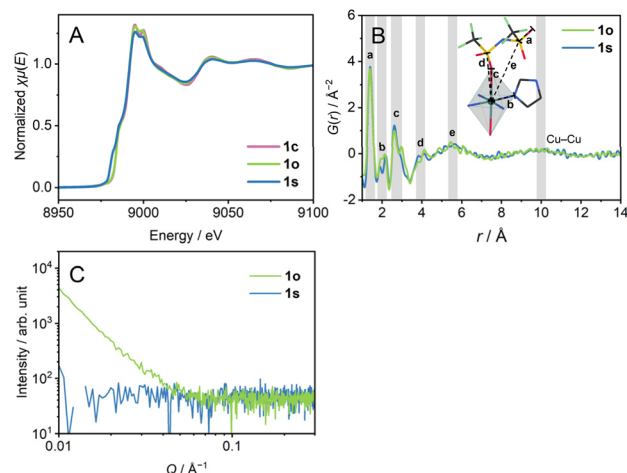 A
Normalized χμ(E)
1.0
0.5
0.0
1c
1o
1s
8950 9000 9050 9100
Energy / eV
B
G(r) / Å⁻²
6
4
2
0
-2
a
b
c
d
e
a
b
c
d
e
Cu–Cu
1o
1s
2 4 6 8 10 12 14
r / Å
C
Intensity / arb. unit
10⁴
10³
10²
10¹
1o
1s
0.01 0.1
Q / Å⁻¹